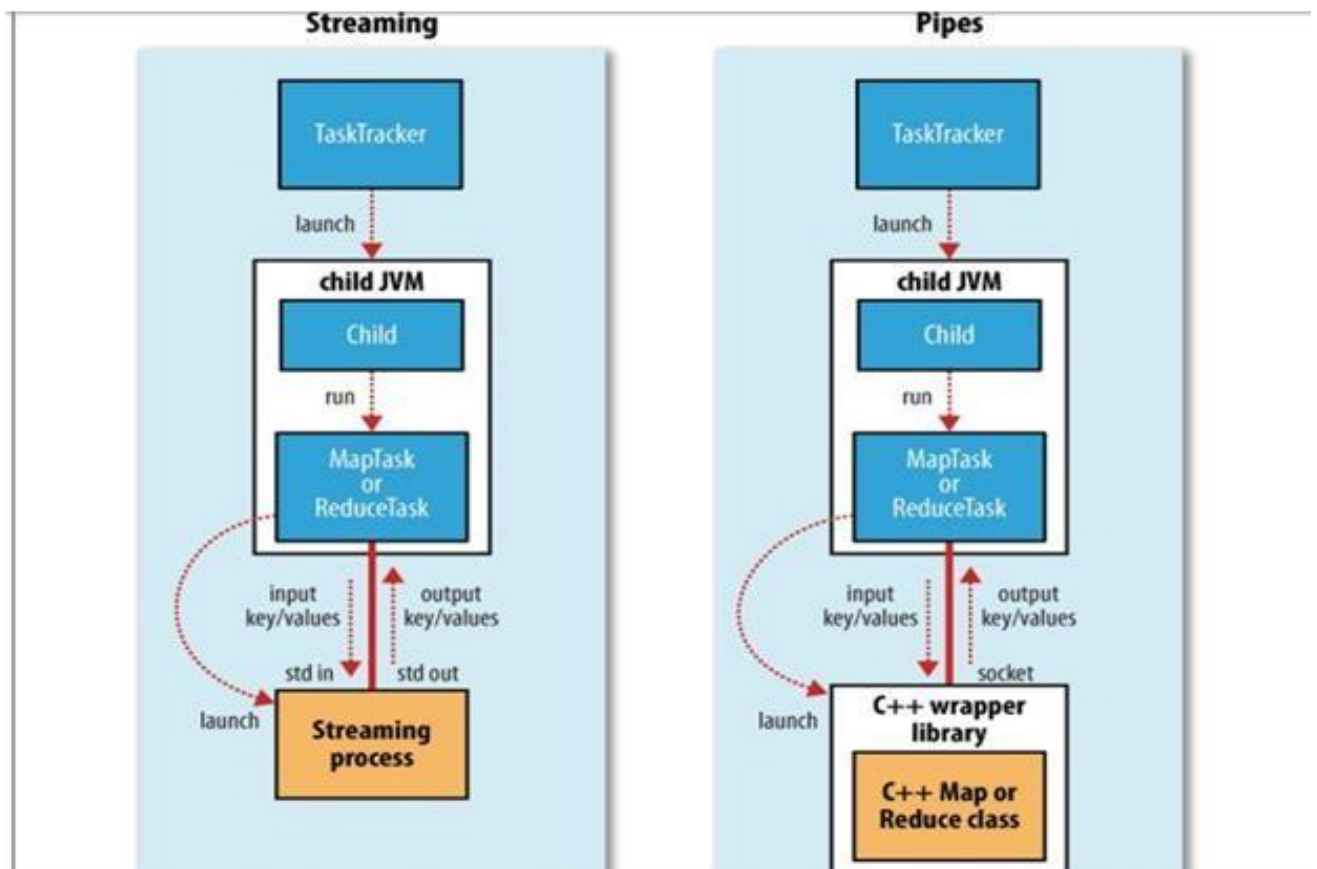 Streaming
TaskTracker
launch
child JVM
Child
run
MapTask
or
ReduceTask
input
key/values
output
key/values
std in
std out
launch
Streaming
process
Pipes
TaskTracker
launch
child JVM
Child
run
MapTask
or
ReduceTask
input
key/values
output
key/values
socket
launch
C++ wrapper
library
C++ Map or
Reduce class